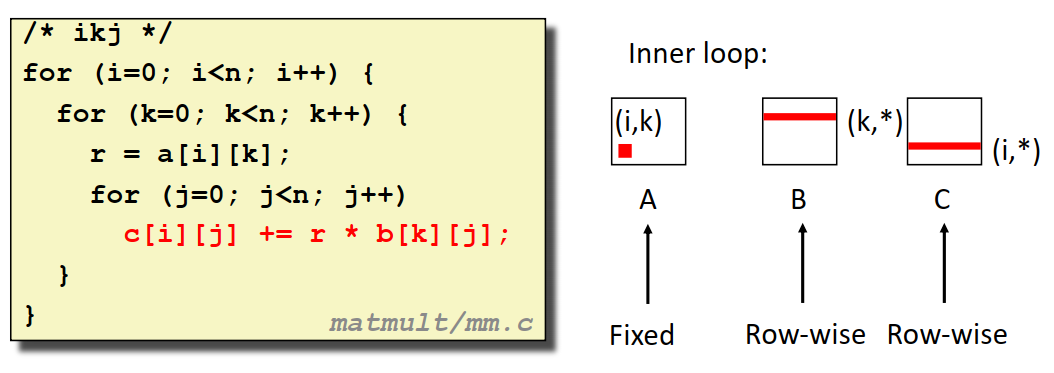 /* ikj */
for (i=0; i<n; i++) {
  for (k=0; k<n; k++) {
    r = a[i][k];
    for (j=0; j<n; j++)
      c[i][j] += r * b[k][j];
  }
}
matmult/mm.c
Inner loop:
(i,k)
(k,*)
(i,*)
A
B
C
Fixed
Row-wise
Row-wise